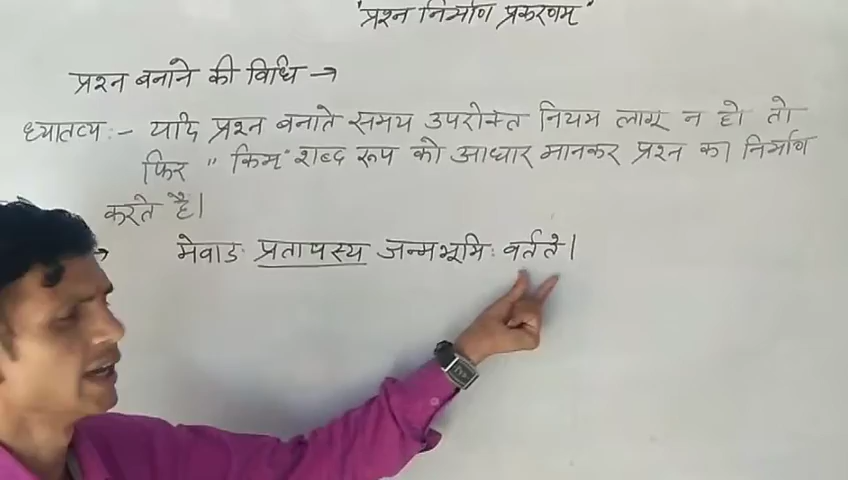 "प्रश्न निर्माण प्रकरणम्"
प्रश्न बनाने की विधि →
ध्यातव्य :- यदि प्रश्न बनाते समय उपरोक्त नियम लागू न हो तो
फिर "किम्" शब्द रूप को आधार मानकर प्रश्न का निर्माण
करते है।
→ मेवाड: प्रतापस्य जन्मभूमि: वर्तते।